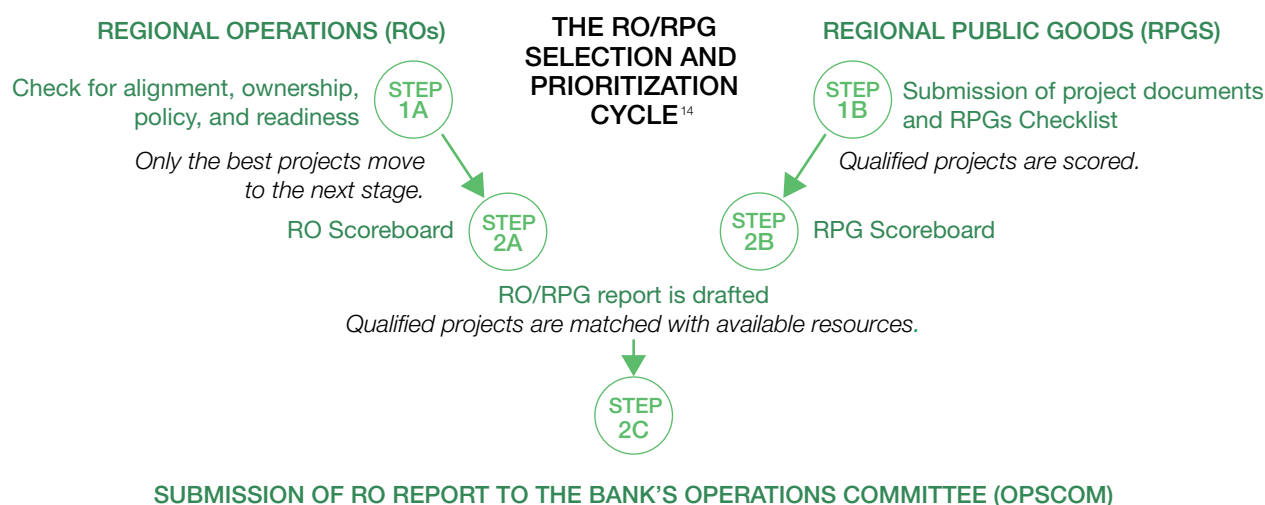 REGIONAL OPERATIONS (ROs)
THE RO/RPG
SELECTION AND
PRIORITIZATION
CYCLE 14
REGIONAL PUBLIC GOODS (RPGS)
Check for alignment, ownership,
policy, and readiness
STEP
1A
STEP
1B
Submission of project documents
and RPGs Checklist
Only the best projects move
to the next stage.
Qualified projects are scored.
RO Scoreboard
STEP
2A
STEP
2B
RPG Scoreboard
RO/RPG report is drafted
Qualified projects are matched with available resources.
STEP
2C
SUBMISSION OF RO REPORT TO THE BANK'S OPERATIONS COMMITTEE (OPSCOM)